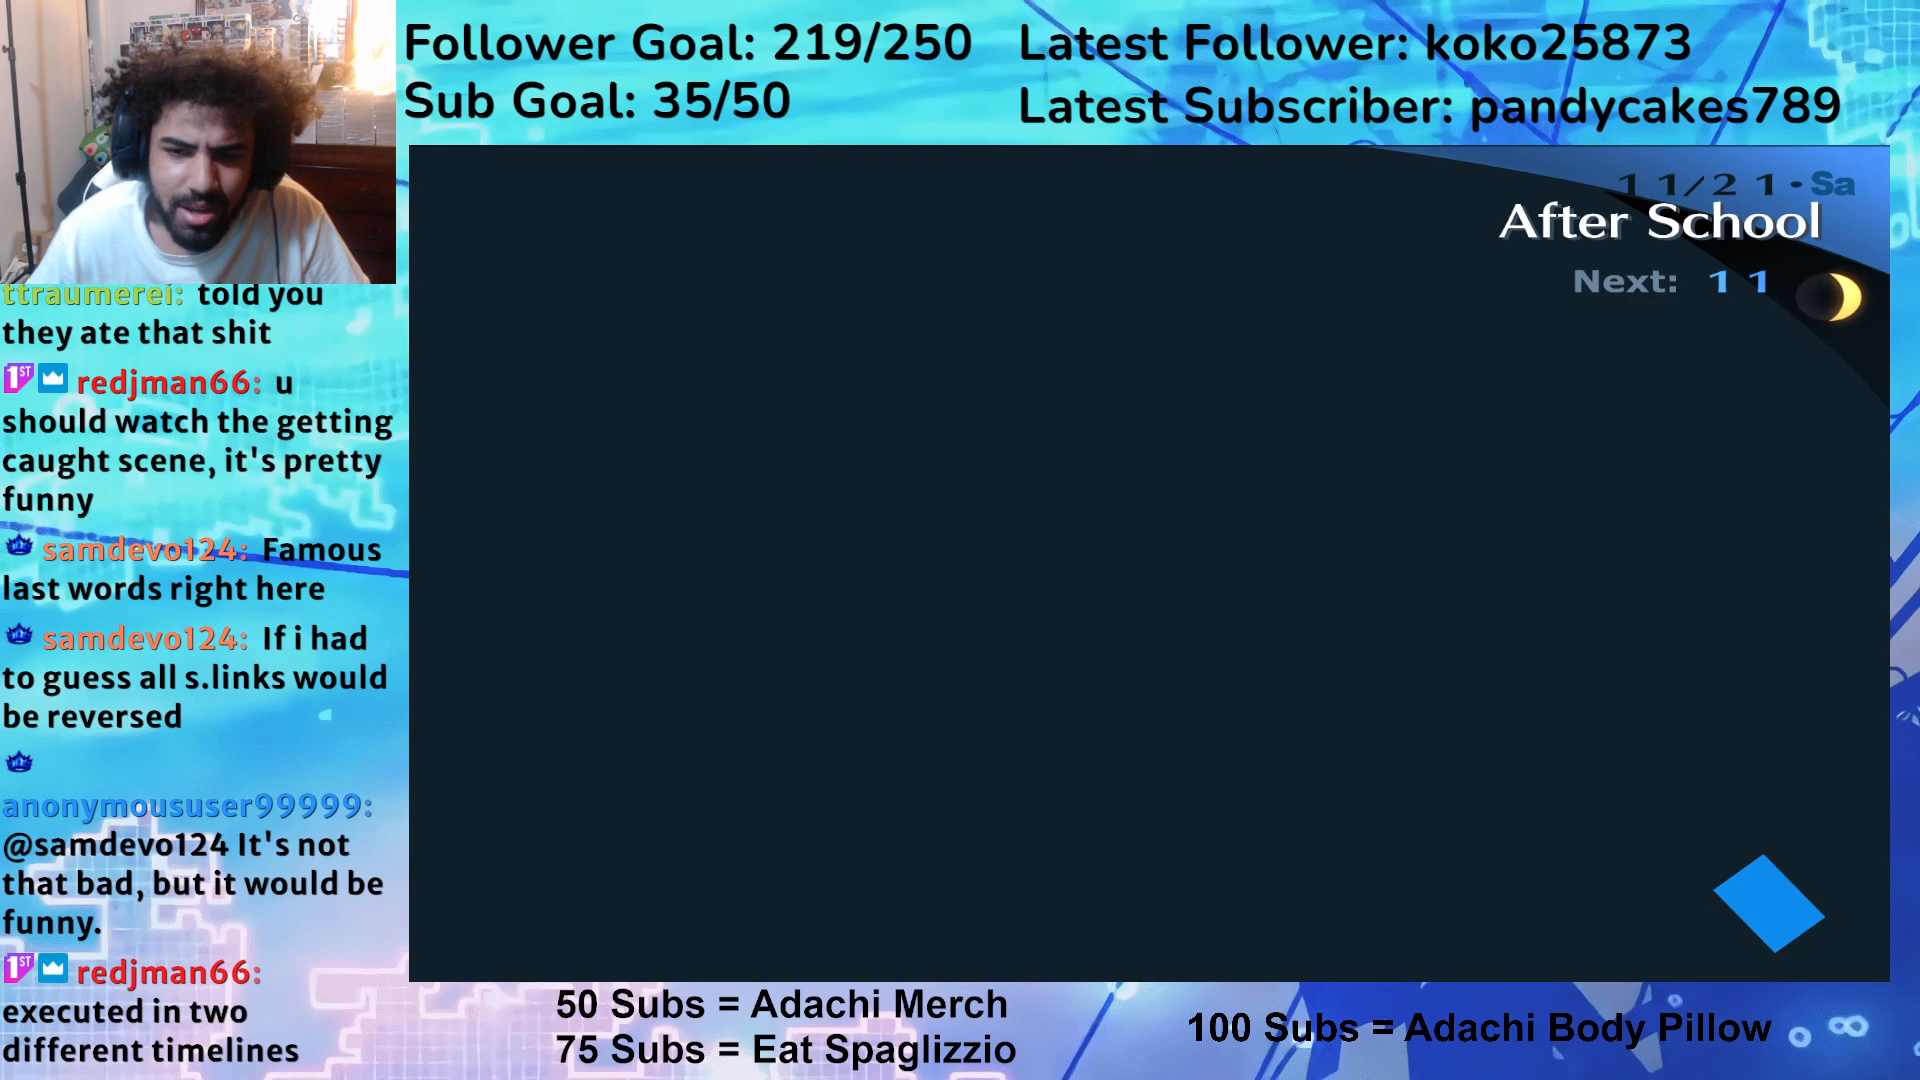 Follower Goal: 219/250
Sub Goal: 35/50
Latest Follower: koko25873
Latest Subscriber: pandycakes789
11/21·Sa
After School
Next: 11
ttraumerei: told you
they ate that shit
1ST redjman66: u
should watch the getting
caught scene, it's pretty
funny
samdevo124: Famous
last words right here
samdevo124: If i had
to guess all s.links would
be reversed
anonymoususer99999:
@samdevo124 It's not
that bad, but it would be
funny.
1ST redjman66:
executed in two
different timelines
50 Subs = Adachi Merch
75 Subs = Eat Spaglizzio
100 Subs = Adachi Body Pillow